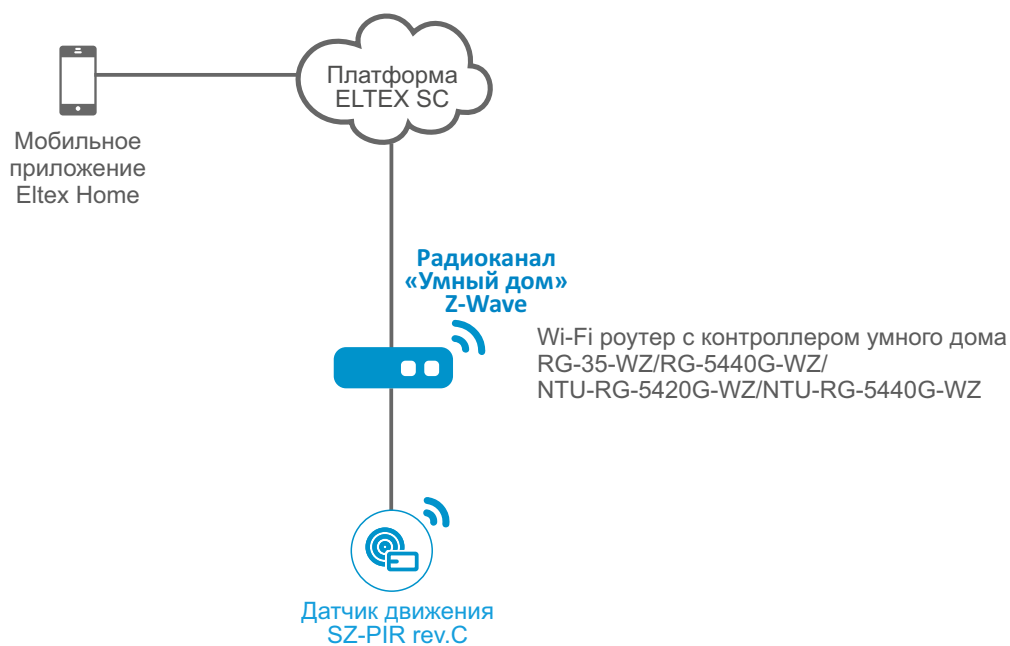 Платформа
ELTEX SC
Мобильное
приложение
Eltex Home
Радиоканал
«Умный дом»
Z-Wave
Wi-Fi роутер с контроллером умного дома
RG-35-WZ/RG-5440G-WZ/
NTU-RG-5420G-WZ/NTU-RG-5440G-WZ
Датчик движения
SZ-PIR rev.C